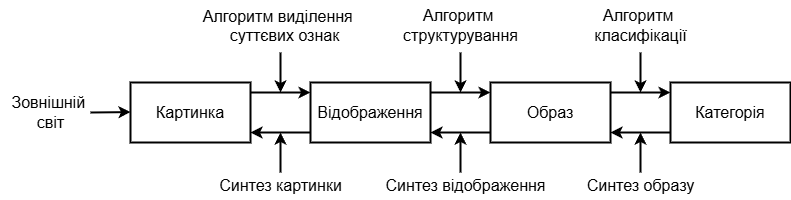 Алгоритм виділення
суттєвих ознак
Алгоритм
структурування
Алгоритм
класифікації
Зовнішній
світ
Картинка
Відображення
Образ
Категорія
Синтез картинки
Синтез відображення
Синтез образу